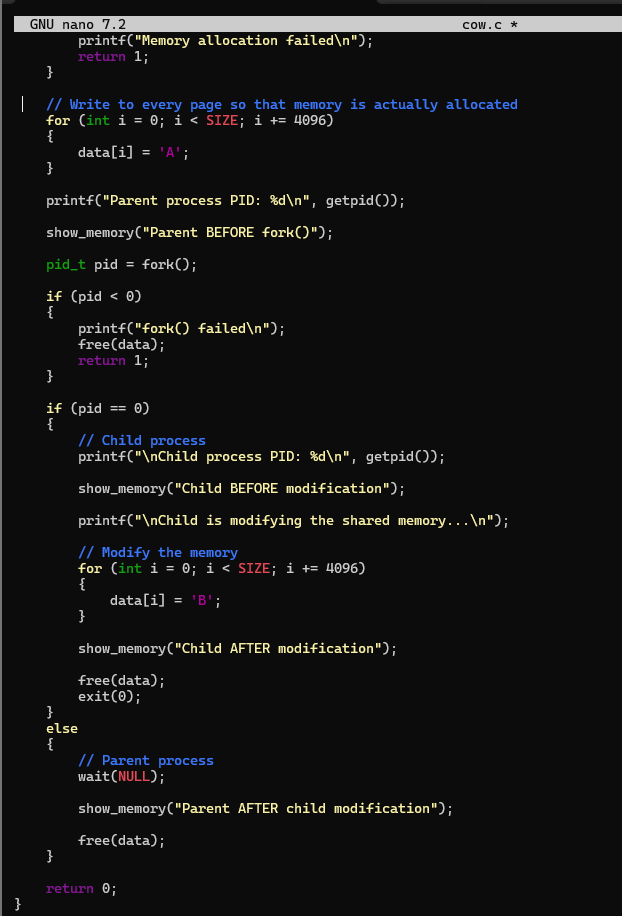 GNU nano 7.2 cow.c *
        printf("Memory allocation failed\n");
        return 1;
    }

    // Write to every page so that memory is actually allocated
    for (int i = 0; i < SIZE; i += 4096)
    {
        data[i] = 'A';
    }

    printf("Parent process PID: %d\n", getpid());

    show_memory("Parent BEFORE fork()");

    pid_t pid = fork();

    if (pid < 0)
    {
        printf("fork() failed\n");
        free(data);
        return 1;
    }

    if (pid == 0)
    {
        // Child process
        printf("\nChild process PID: %d\n", getpid());

        show_memory("Child BEFORE modification");

        printf("\nChild is modifying the shared memory...\n");

        // Modify the memory
        for (int i = 0; i < SIZE; i += 4096)
        {
            data[i] = 'B';
        }

        show_memory("Child AFTER modification");

        free(data);
        exit(0);
    }
    else
    {
        // Parent process
        wait(NULL);

        show_memory("Parent AFTER child modification");

        free(data);
    }

    return 0;
}